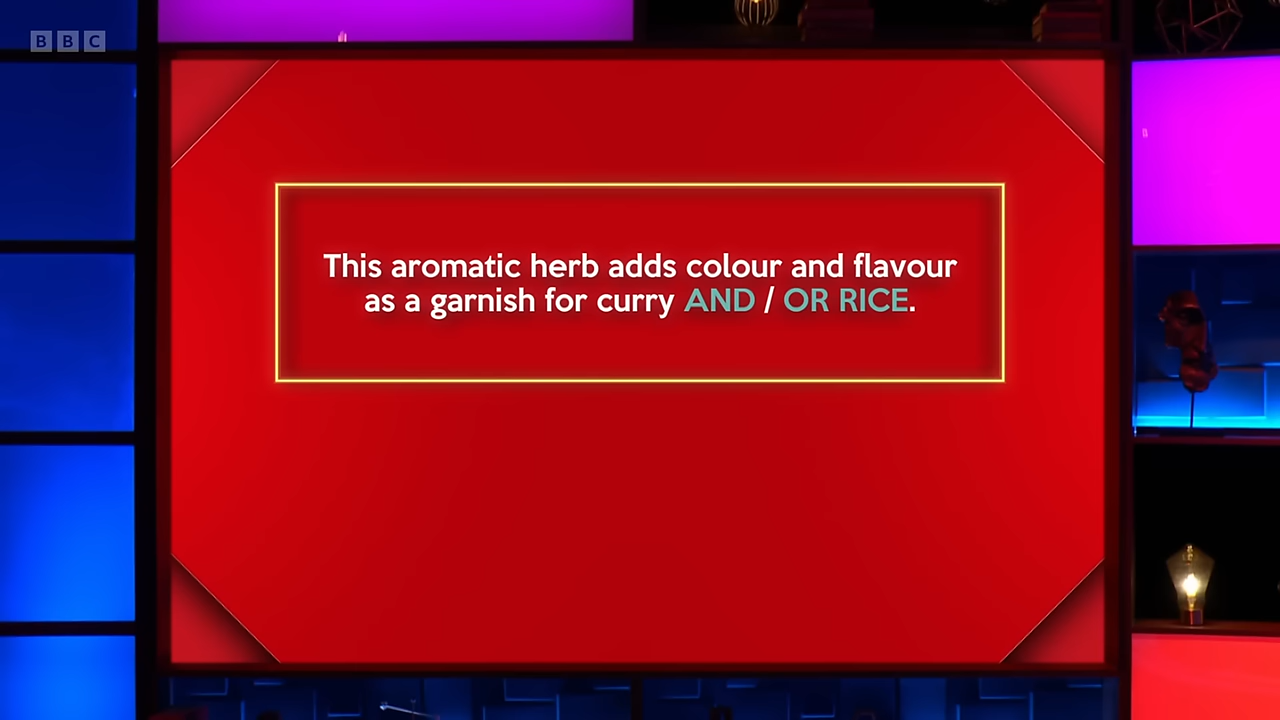 BBC
This aromatic herb adds colour and flavour
as a garnish for curry AND / OR RICE.